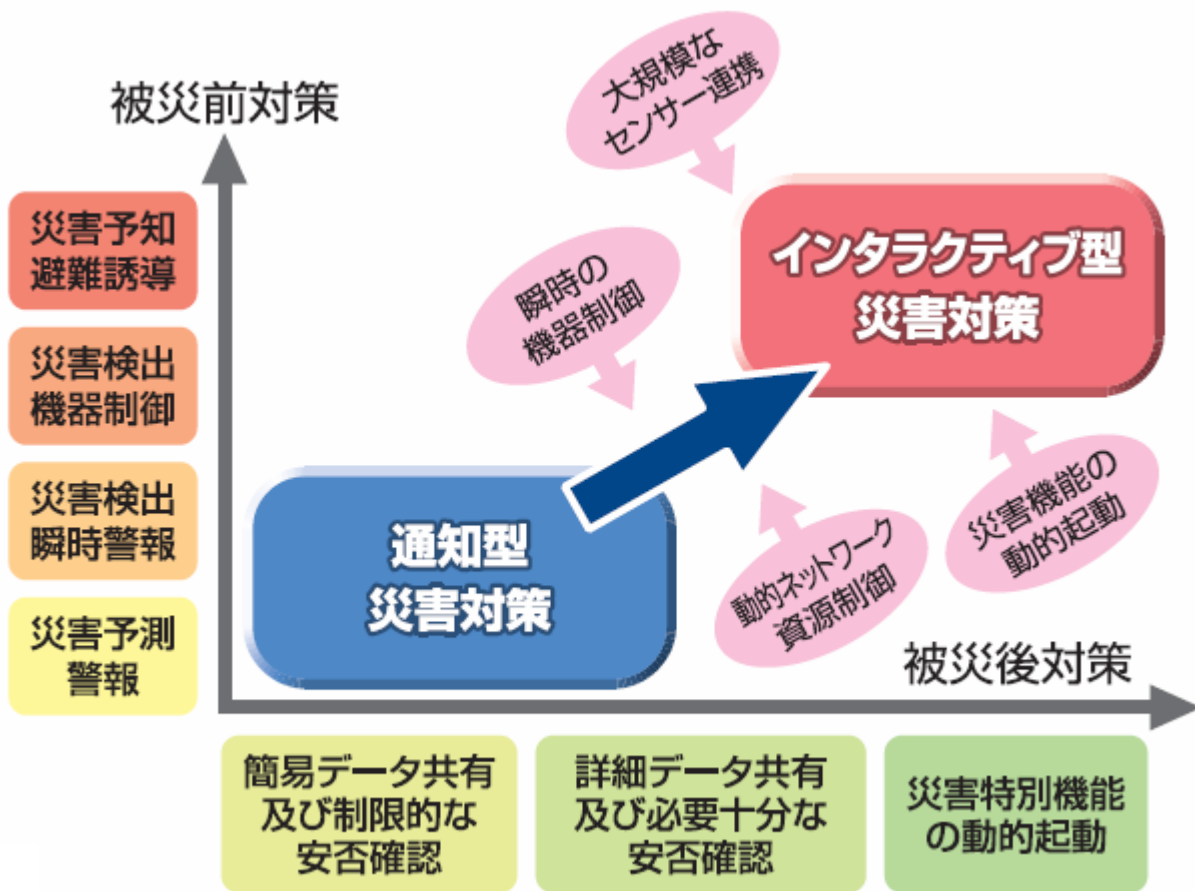 被災前対策
災害予知
避難誘導
災害検出
機器制御
災害検出
瞬時警報
災害予測
警報
大規模な
センサー連携
瞬時の
機器制御
インタラクティブ型
災害対策
通知型
災害対策
動的ネットワーク
資源制御
災害機能の
動的起動
被災後対策
簡易データ共有
及び制限的な
安否確認
詳細データ共有
及び必要十分な
安否確認
災害特別機能
の動的起動